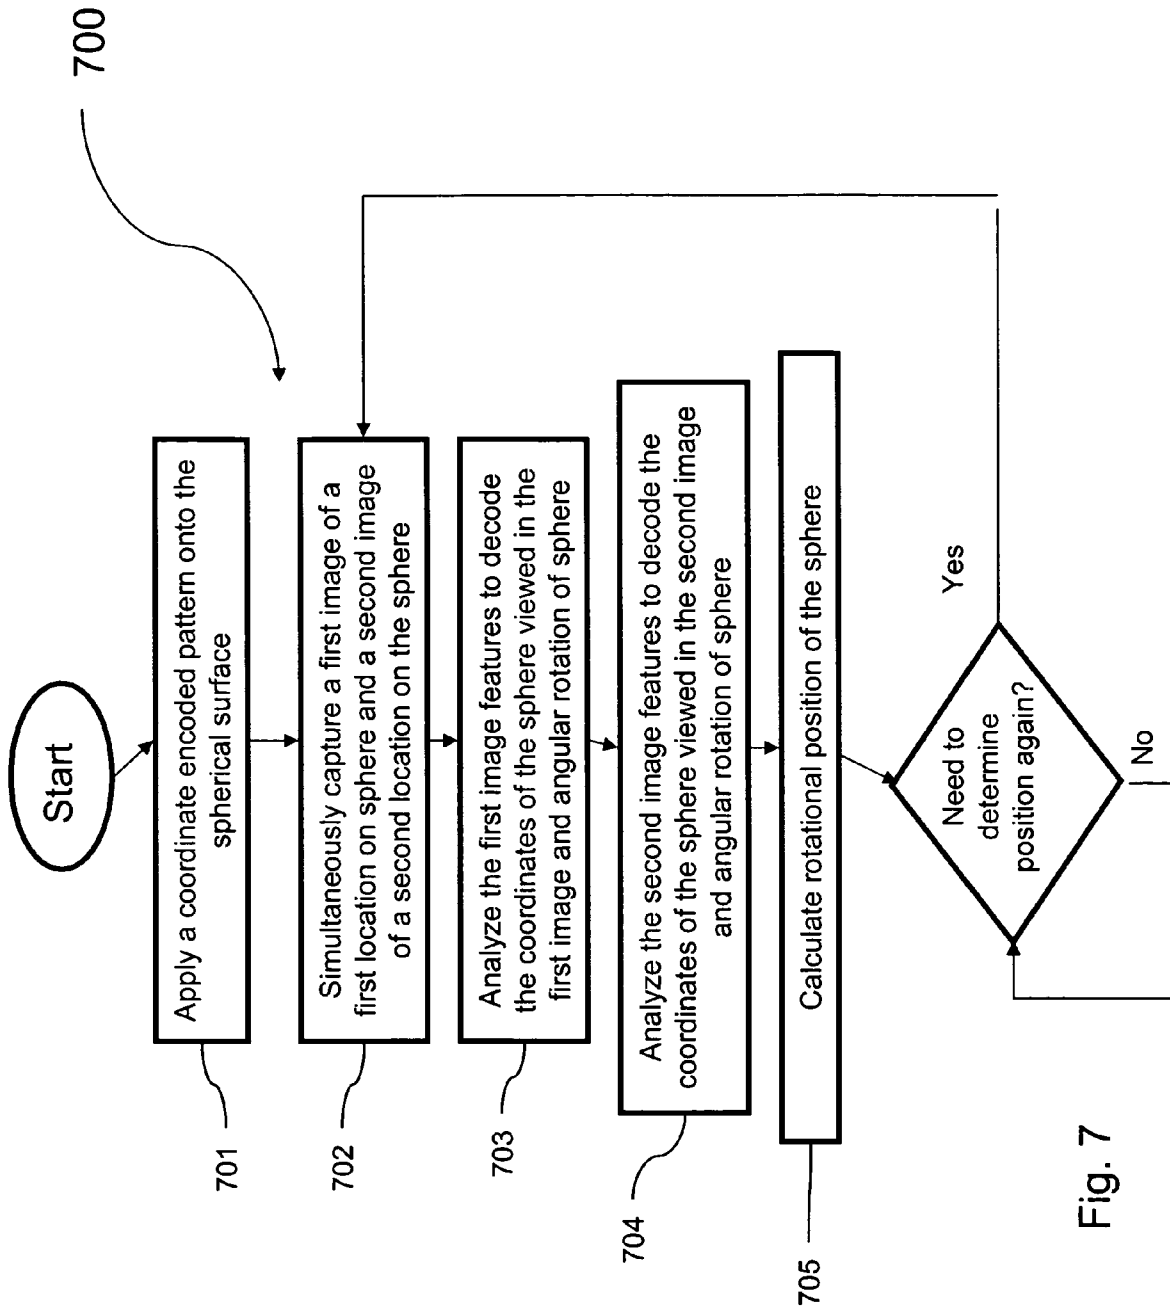 700
Start
Apply a coordinate encoded pattern onto the
spherical surface
701
Simultaneously capture a first image of a
first location on sphere and a second image
of a second location on the sphere
702
Analyze the first image features to decode
the coordinates of the sphere viewed in the
first image and angular rotation of sphere
703
Analyze the second image features to decode the
coordinates of the sphere viewed in the second image
and angular rotation of sphere
704
Calculate rotational position of the sphere
705
Need to
determine
position again?
Yes
No
Fig. 7